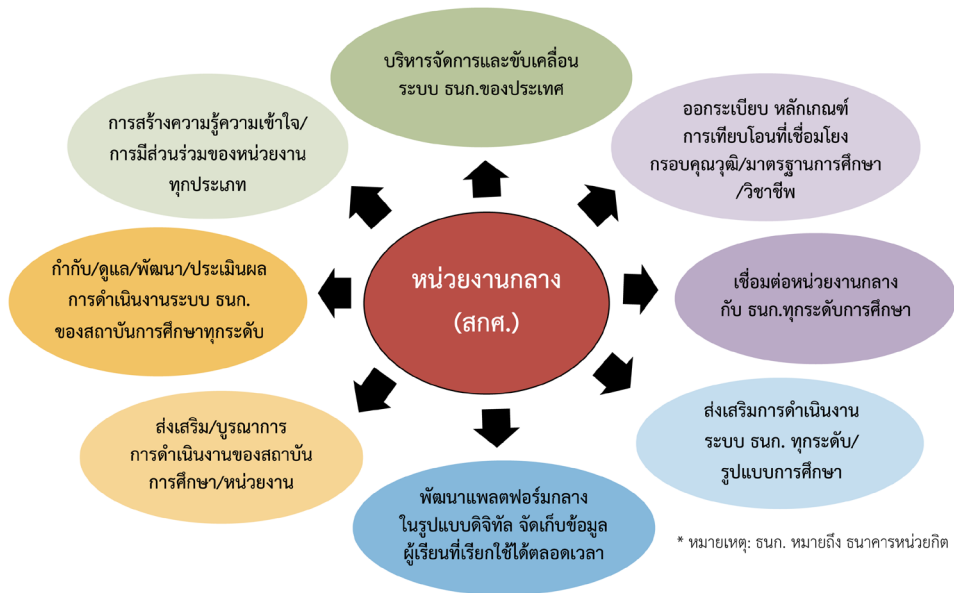 บริหารจัดการและขับเคลื่อน
ระบบ ธนก.ของประเทศ
ออกระเบียบ หลักเกณฑ์
การเทียบโอนที่เชื่อมโยง
กรอบคุณวุฒิ/มาตรฐานการศึกษา
/วิชาชีพ
เชื่อมต่อหน่วยงานกลาง
กับ ธนก.ทุกระดับการศึกษา
ส่งเสริมการดำเนินงาน
ระบบ ธนก. ทุกระดับ/
รูปแบบการศึกษา
พัฒนาแพลตฟอร์มกลาง
ในรูปแบบดิจิทัล จัดเก็บข้อมูล
ผู้เรียนที่เรียกใช้ได้ตลอดเวลา
ส่งเสริม/บูรณาการ
การดำเนินงานของสถาบัน
การศึกษา/หน่วยงาน
กำกับ/ดูแล/พัฒนา/ประเมินผล
การดำเนินงานระบบ ธนก.
ของสถาบันการศึกษาทุกระดับ
การสร้างความรู้ความเข้าใจ/
การมีส่วนร่วมของหน่วยงาน
ทุกประเภท
หน่วยงานกลาง
(สกศ.)
* หมายเหตุ: ธนก. หมายถึง ธนาคารหน่วยกิต